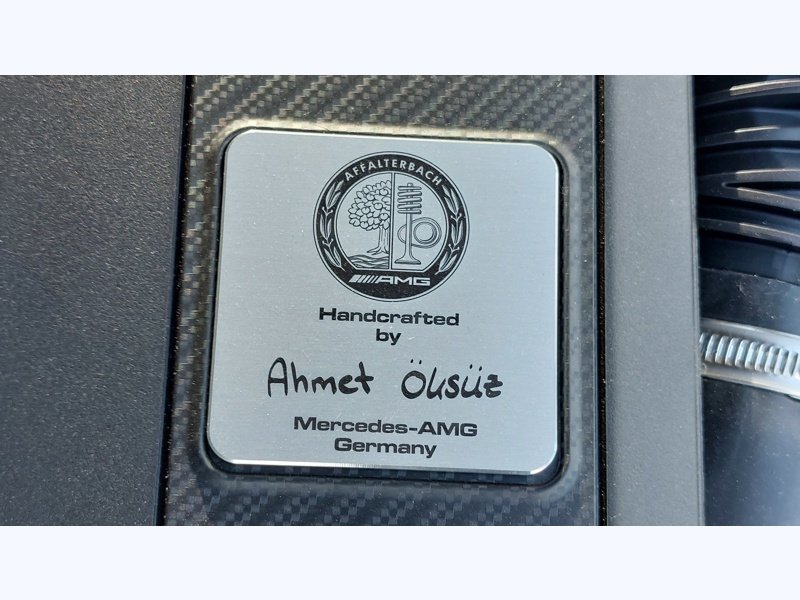 AFFALTERBACH
AMG
Handcrafted
by
Ahmet Öksüz
Mercedes-AMG
Germany